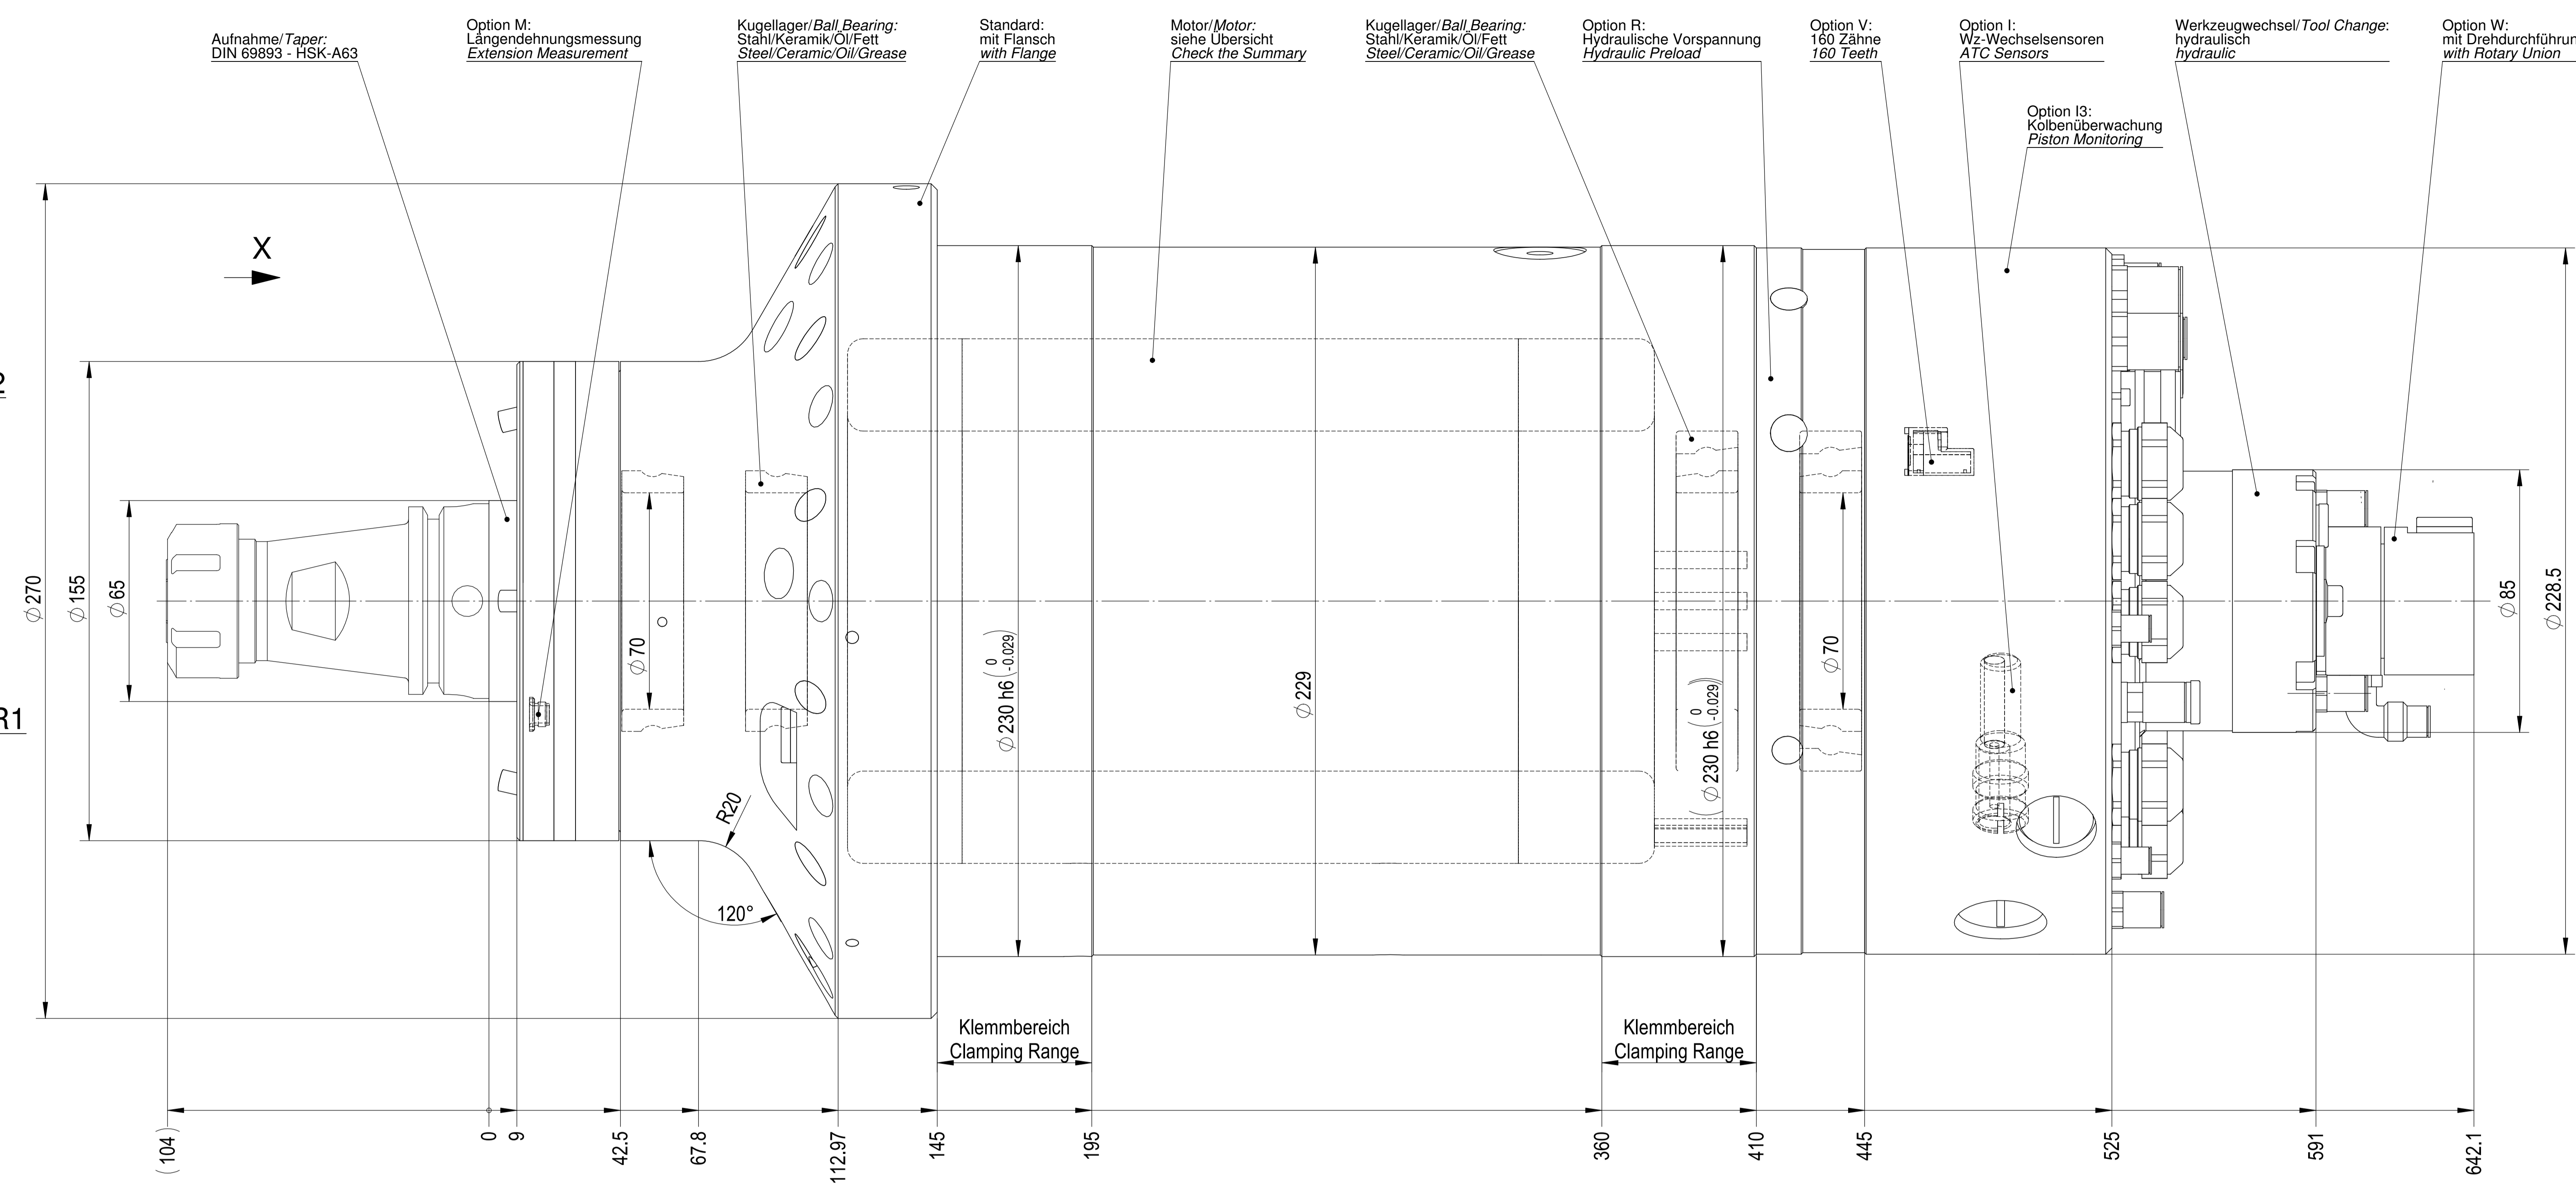 Aufnahme/Taper:
DIN 69893 - HSK-A63
Option M:
Längendehnungsmessung
Extension Measurement
Kugellager/Ball Bearing:
Stahl/Keramik/Öl/Fett
Steel/Ceramic/Oil/Grease
Standard:
mit Flansch
with Flange
Motor/Motor:
siehe Übersicht
Check the Summary
Kugellager/Ball Bearing:
Stahl/Keramik/Öl/Fett
Steel/Ceramic/Oil/Grease
Option R:
Hydraulische Vorspannung
Hydraulic Preload
Option V:
160 Zähne
160 Teeth
Option I:
Wz-Wechselsensoren
ATC Sensors
Werkzeugwechsel/Tool Change:
hydraulisch
hydraulic
Option W:
mit Drehdurchführun
with Rotary Union
Option I3:
Kolbenüberwachung
Piston Monitoring
X
R1
⌀270
⌀155
⌀65
⌀70
⌀230 h6 (0 -0.029)
⌀229
⌀230 h6 (0 -0.029)
⌀70
⌀85
⌀228.5
R20
120°
Klemmbereich
Clamping Range
Klemmbereich
Clamping Range
(104)
0
9
42.5
67.8
112.97
145
195
360
410
445
525
591
642.1